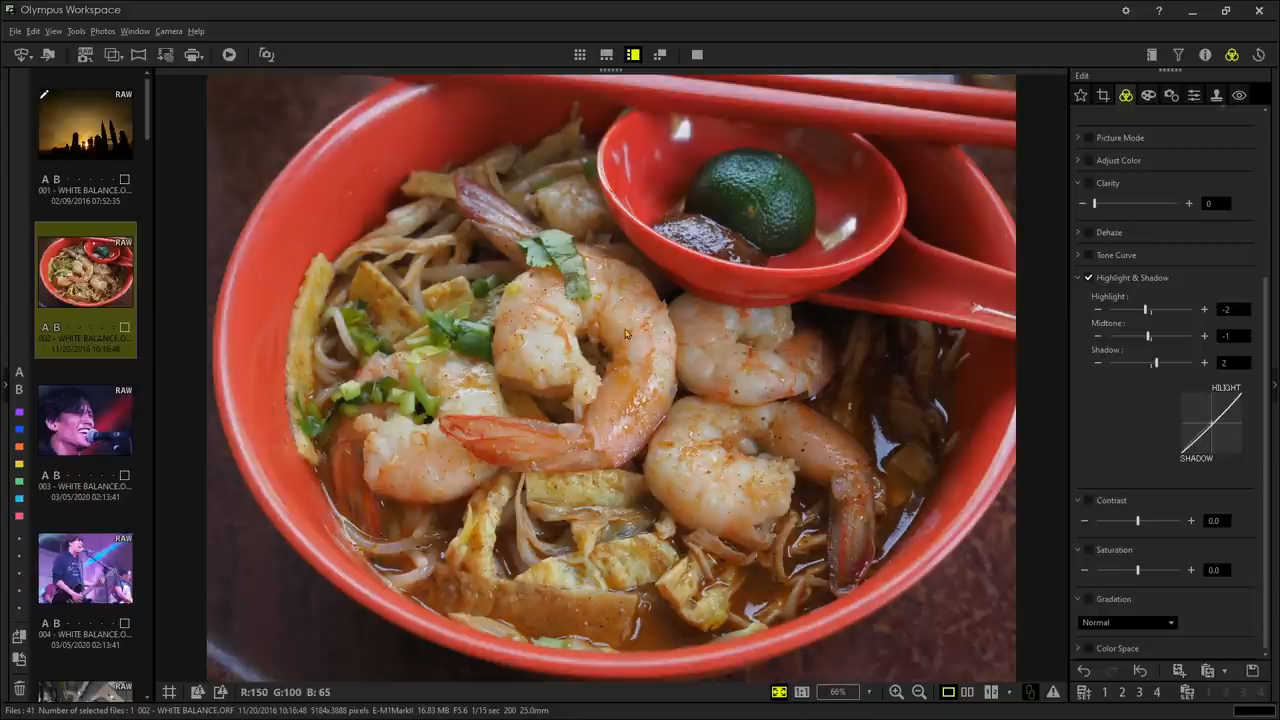 Olympus Workspace
File Edit View Tools Photos Window Camera Help
Edit
RAW
A B
001 - WHITE BALANCE.O...
02/09/2016 07:52:35
RAW
A B
002 - WHITE BALANCE.O...
11/20/2016 10:16:48
RAW
A B
003 - WHITE BALANCE.O...
03/05/2020 02:13:41
RAW
A B
004 - WHITE BALANCE.O...
03/05/2020 02:13:41
RAW
A
B
Picture Mode
Adjust Color
Clarity
0
Dehaze
Tone Curve
Highlight & Shadow
Highlight :
-2
Midtone :
-1
Shadow :
2
HILIGHT
SHADOW
Contrast
0.0
Saturation
0.0
Gradation
Normal
Color Space
R:150 G:100 B: 65
1:1
66%
1 2 3 4
1 2 3 4
Files : 41 Number of selected files : 1 002 - WHITE BALANCE.ORF 11/20/2016 10:16:48 5184x3888 pixels E-M1MarkII 16.83 MB F5.6 1/15 sec 200 25.0mm